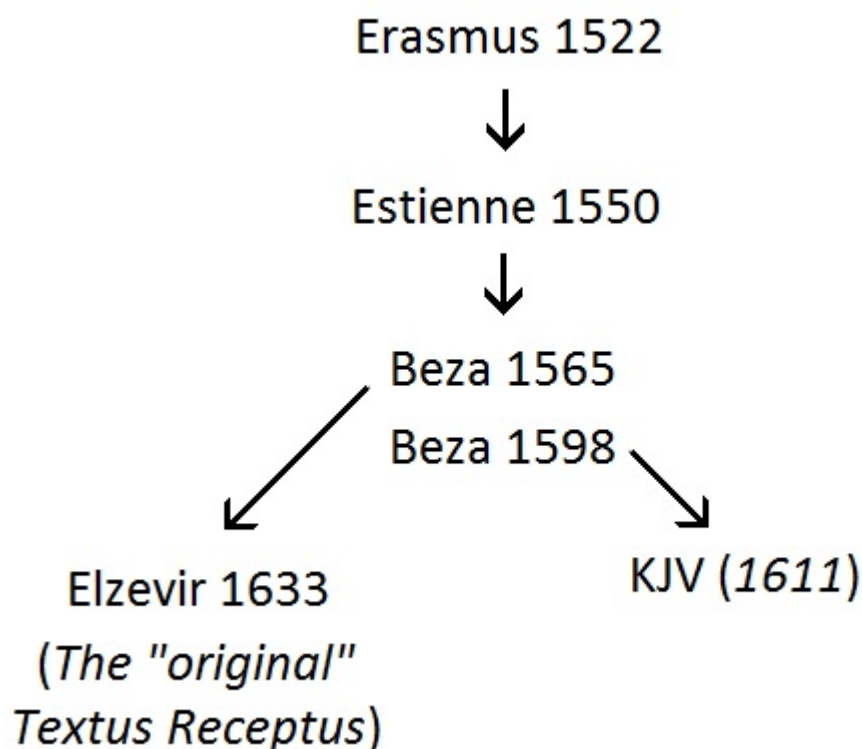 Erasmus 1522
Estienne 1550
Beza 1565
Beza 1598
Elzevir 1633
(The "original"
Textus Receptus)
KJV (1611)